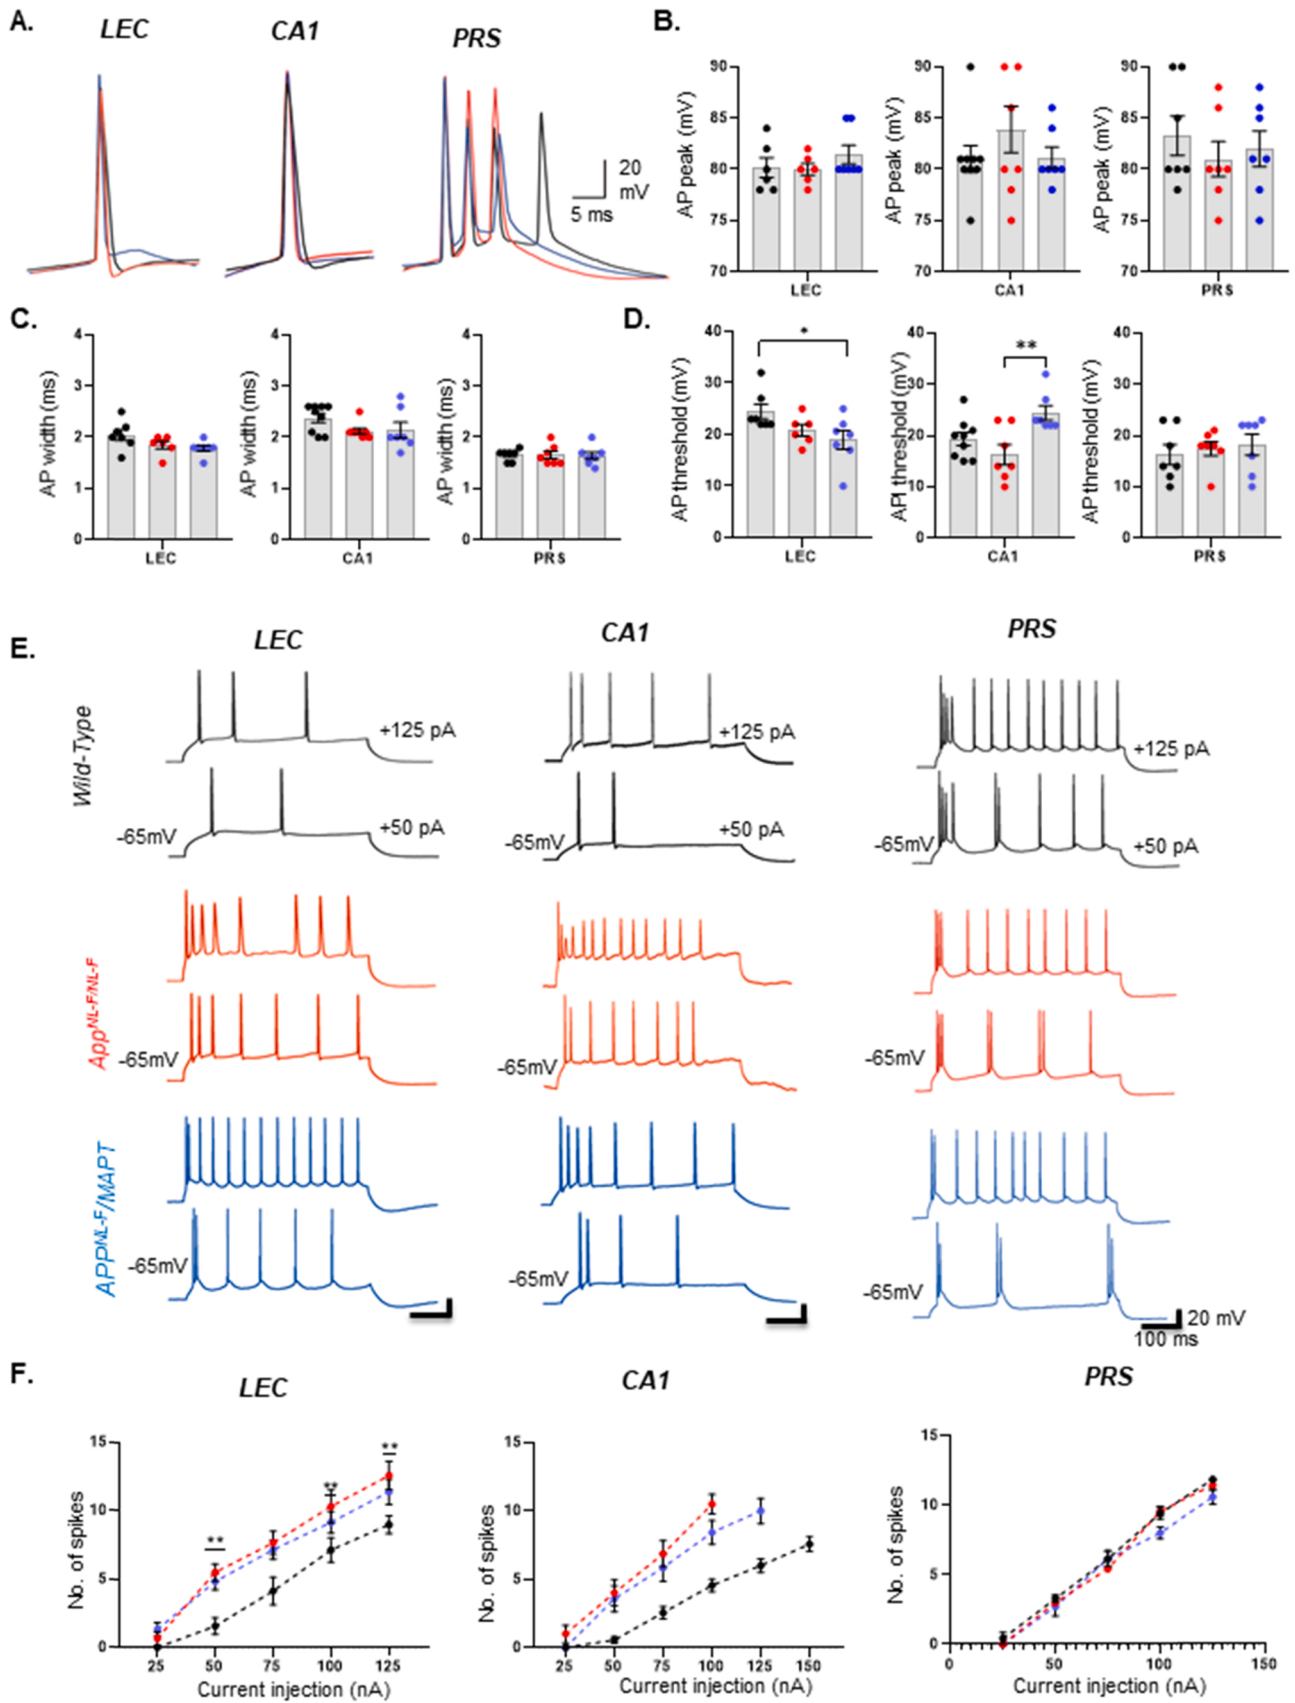 A.
LEC
CA1
PRS
20
mV
5 ms
B.
AP peak (mV)
90
85
80
75
70
LEC
AP peak (mV)
90
85
80
75
70
CA1
AP peak (mV)
90
85
80
75
70
PRS
C.
AP width (ms)
4
3
2
1
0
LEC
AP width (ms)
4
3
2
1
0
CA1
AP width (ms)
4
3
2
1
0
PRS
D.
AP threshold (mV)
40
30
20
10
0
*
LEC
API threshold (mV)
40
30
20
10
0
**
CA1
AP threshold (mV)
40
30
20
10
0
PRS
E.
LEC
CA1
PRS
Wild-Type
+125 pA
+125 pA
+125 pA
-65mV
+50 pA
-65mV
+50 pA
-65mV
+50 pA
App^NL-F/NL-F
-65mV
-65mV
-65mV
APP^NL-F/MAPT
-65mV
-65mV
-65mV
20 mV
100 ms
F.
LEC
CA1
PRS
No. of spikes
15
10
5
0
**
**
**
25 50 75 100 125
Current injection (nA)
No. of spikes
15
10
5
0
25 50 75 100 125 150
Current injection (nA)
No. of spikes
15
10
5
0
0 50 100 150
Current injection (nA)